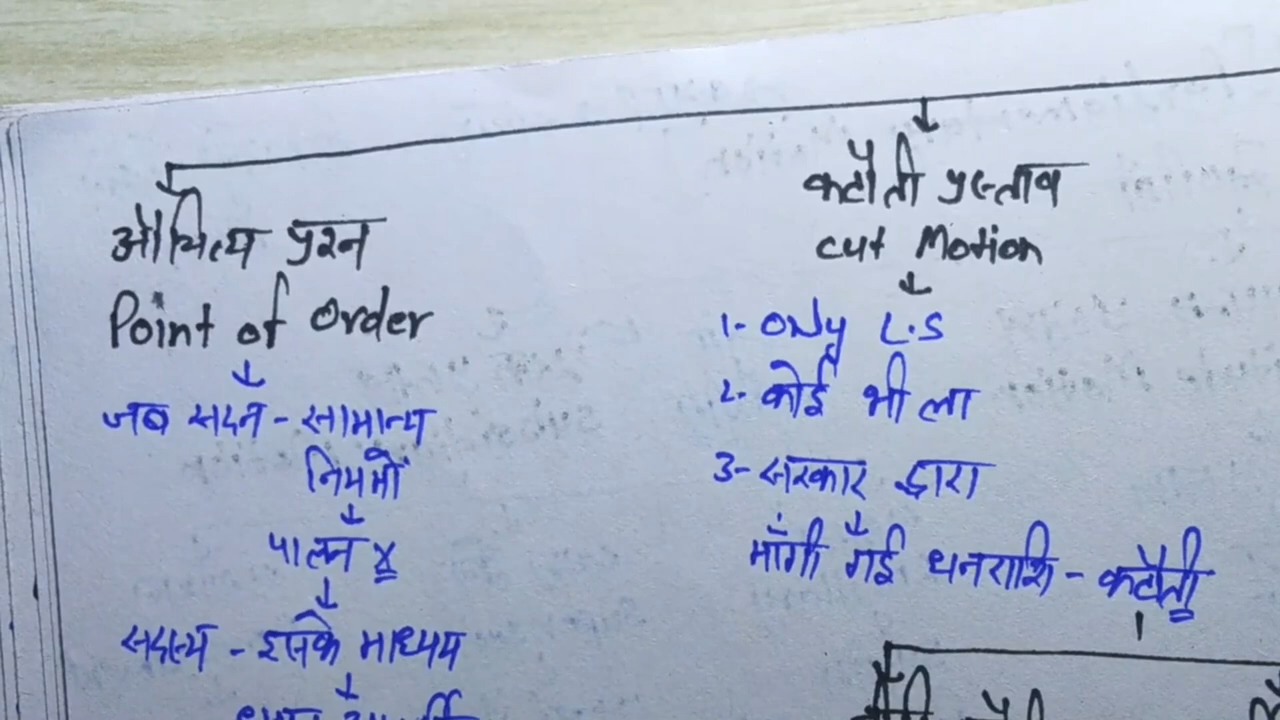 औचित्य प्रश्न
Point of Order
↓
जब सदन - सामान्य
नियमों
↓
पालन x
↓
सदस्य - इसके माध्यम
↓
कटौती प्रस्ताव
cut Motion
↓
1- Only L.S
2- कोई भी ला
3- सरकार द्वारा
↓
माँगी गई धनराशि - कटौती